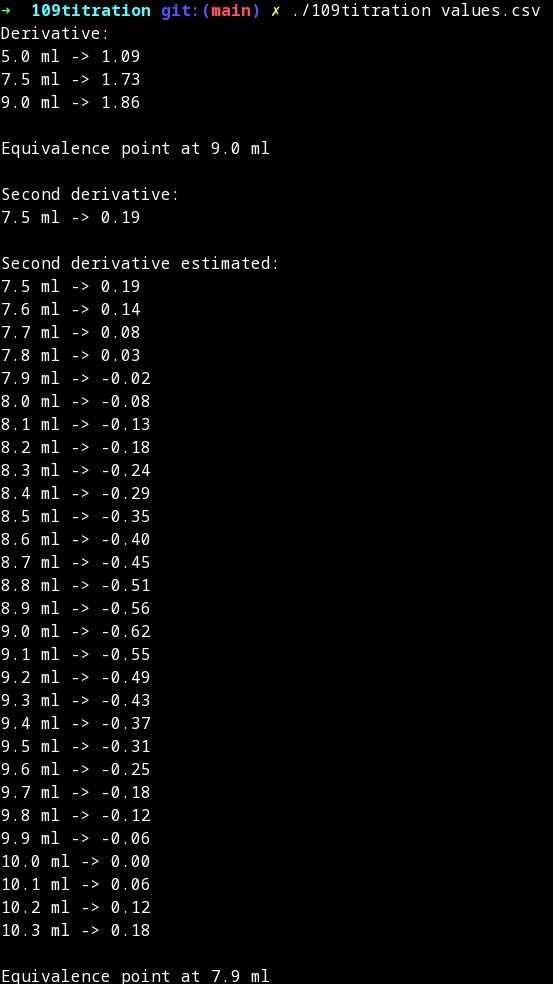 ➜  109titration git:(main) ✗ ./109titration values.csv
Derivative:
5.0 ml -> 1.09
7.5 ml -> 1.73
9.0 ml -> 1.86

Equivalence point at 9.0 ml

Second derivative:
7.5 ml -> 0.19

Second derivative estimated:
7.5 ml -> 0.19
7.6 ml -> 0.14
7.7 ml -> 0.08
7.8 ml -> 0.03
7.9 ml -> -0.02
8.0 ml -> -0.08
8.1 ml -> -0.13
8.2 ml -> -0.18
8.3 ml -> -0.24
8.4 ml -> -0.29
8.5 ml -> -0.35
8.6 ml -> -0.40
8.7 ml -> -0.45
8.8 ml -> -0.51
8.9 ml -> -0.56
9.0 ml -> -0.62
9.1 ml -> -0.55
9.2 ml -> -0.49
9.3 ml -> -0.43
9.4 ml -> -0.37
9.5 ml -> -0.31
9.6 ml -> -0.25
9.7 ml -> -0.18
9.8 ml -> -0.12
9.9 ml -> -0.06
10.0 ml -> 0.00
10.1 ml -> 0.06
10.2 ml -> 0.12
10.3 ml -> 0.18

Equivalence point at 7.9 ml